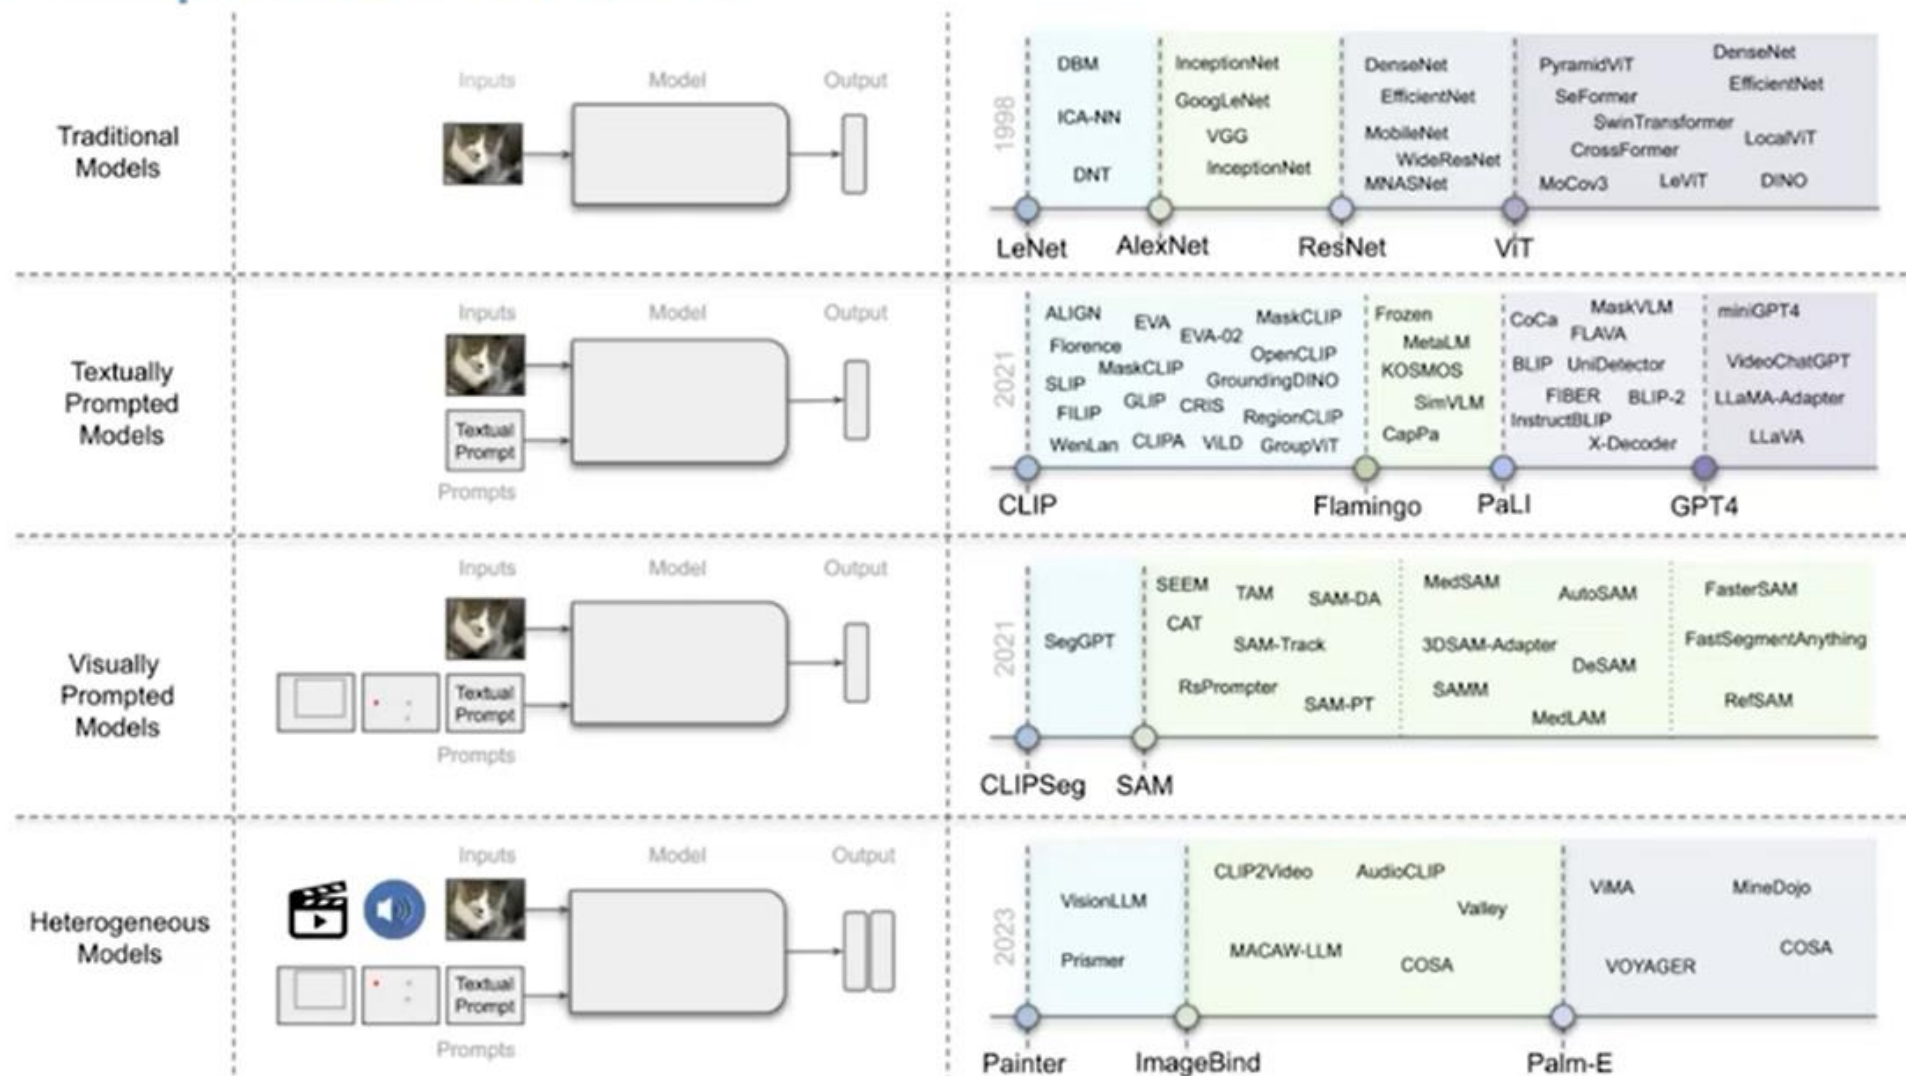 Traditional
Models
Inputs
Model
Output
1998
DBM
ICA-NN
DNT
InceptionNet
GoogLeNet
VGG
InceptionNet
DenseNet
EfficientNet
MobileNet
WideResNet
MNASNet
PyramidViT
DenseNet
EfficientNet
SeFormer
SwinTransformer
LocalViT
CrossFormer
MoCov3
LeViT
DINO
LeNet
AlexNet
ResNet
ViT
Textually
Prompted
Models
Inputs
Model
Output
Textual
Prompt
Prompts
2021
ALIGN
EVA
EVA-02
MaskCLIP
Florence
MaskCLIP
OpenCLIP
SLIP
GroundingDINO
FILIP
GLIP
CRIS
RegionCLIP
WenLan
CLIPA
ViLD
GroupViT
Frozen
MetaLM
KOSMOS
SimVLM
CapPa
CoCa
MaskVLM
FLAVA
BLIP
UniDetector
FIBER
BLIP-2
InstructBLIP
X-Decoder
miniGPT4
VideoChatGPT
LLaMA-Adapter
LLaVA
CLIP
Flamingo
PaLI
GPT4
Visually
Prompted
Models
Inputs
Model
Output
Textual
Prompt
Prompts
2021
SegGPT
SEEM
TAM
SAM-DA
CAT
SAM-Track
RsPrompter
SAM-PT
MedSAM
AutoSAM
3DSAM-Adapter
DeSAM
SAMM
MedLAM
FasterSAM
FastSegmentAnything
RefSAM
CLIPSeg
SAM
Heterogeneous
Models
Inputs
Model
Output
Textual
Prompt
Prompts
2023
VisionLLM
Prismer
CLIP2Video
AudioCLIP
Valley
MACAW-LLM
COSA
ViMA
MineDojo
VOYAGER
COSA
Painter
ImageBind
Palm-E